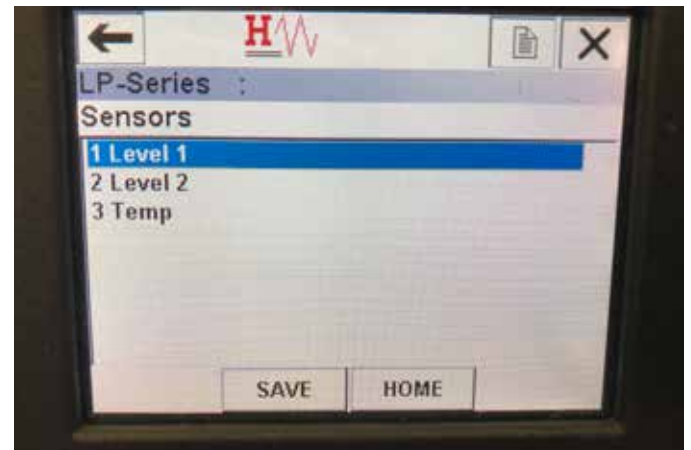 H
LP-Series :
Sensors
1 Level 1
2 Level 2
3 Temp
SAVE HOME